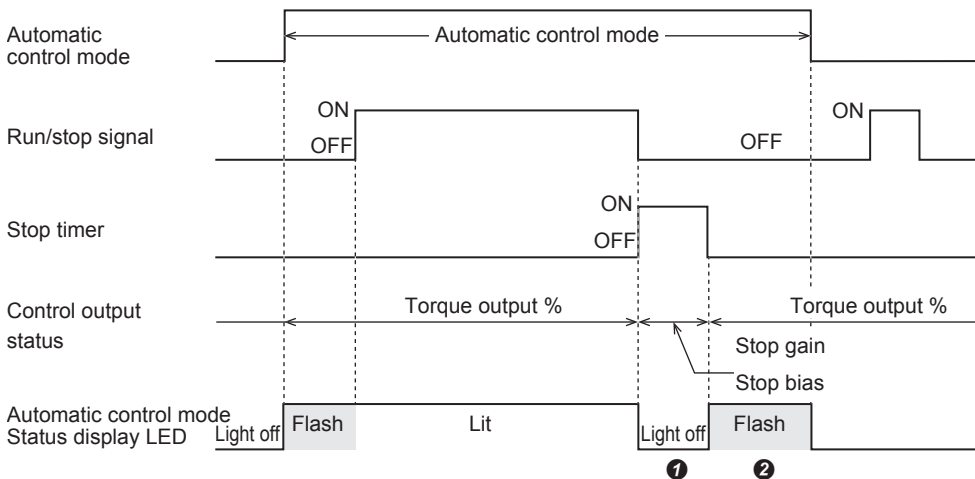 Automatic
control mode
Automatic control mode
Run/stop signal
ON
OFF
OFF
ON
Stop timer
ON
OFF
Control output
status
Torque output %
Torque output %
Stop gain
Stop bias
Automatic control mode
Status display LED
Light off
Flash
Lit
Light off
Flash
❶
❷